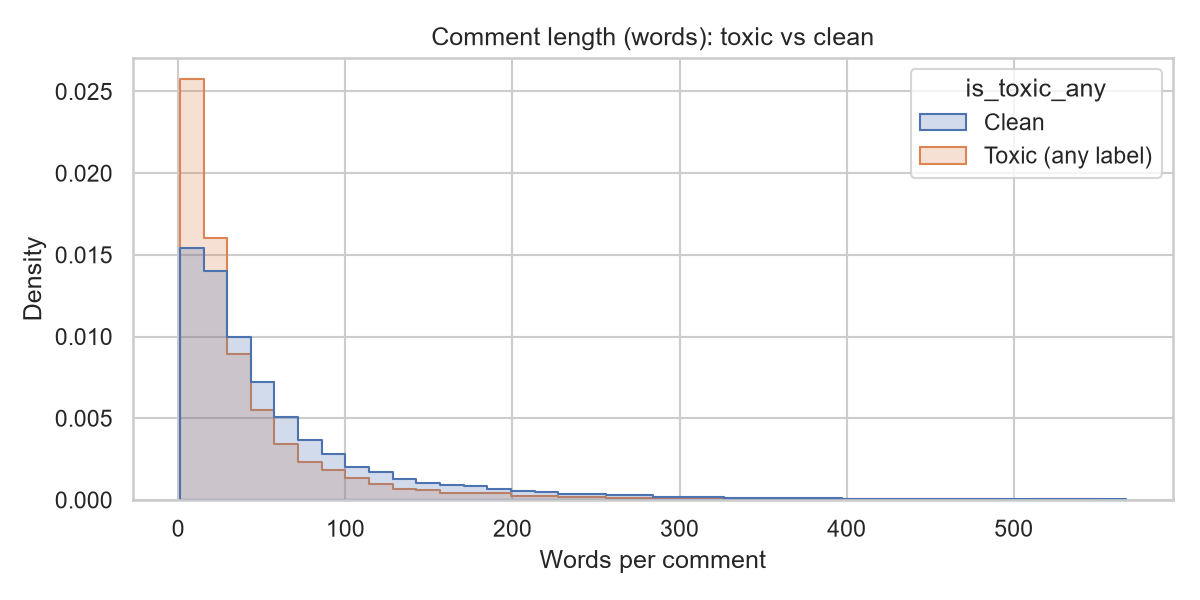 Comment length (words): toxic vs clean
is_toxic_any
Clean
Toxic (any label)
Density
0.025
0.020
0.015
0.010
0.005
0.000
0 100 200 300 400 500
Words per comment